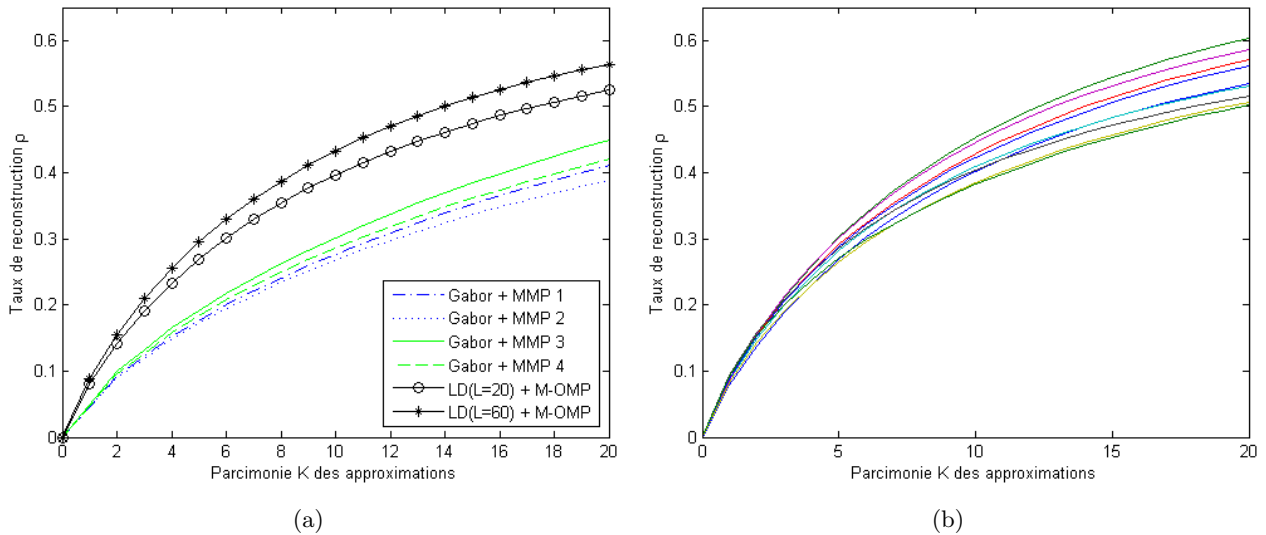 Taux de reconstruction ρ
0.6
0.5
0.4
0.3
0.2
0.1
0
0 2 4 6 8 10 12 14 16 18 20
Parcimonie K des approximations
Gabor + MMP 1
Gabor + MMP 2
Gabor + MMP 3
Gabor + MMP 4
LD(L=20) + M-OMP
LD(L=60) + M-OMP
(a)
Taux de reconstruction ρ
0.6
0.5
0.4
0.3
0.2
0.1
0
0 5 10 15 20
Parcimonie K des approximations
(b)